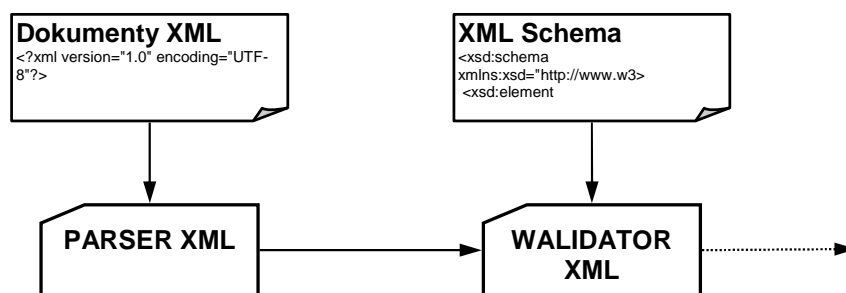 Dokumenty XML
<?xml version="1.0" encoding="UTF-
8"?>
XML Schema
<xsd:schema
xmlns:xsd="http://www.w3>
<xsd:element
PARSER XML
WALIDATOR
XML